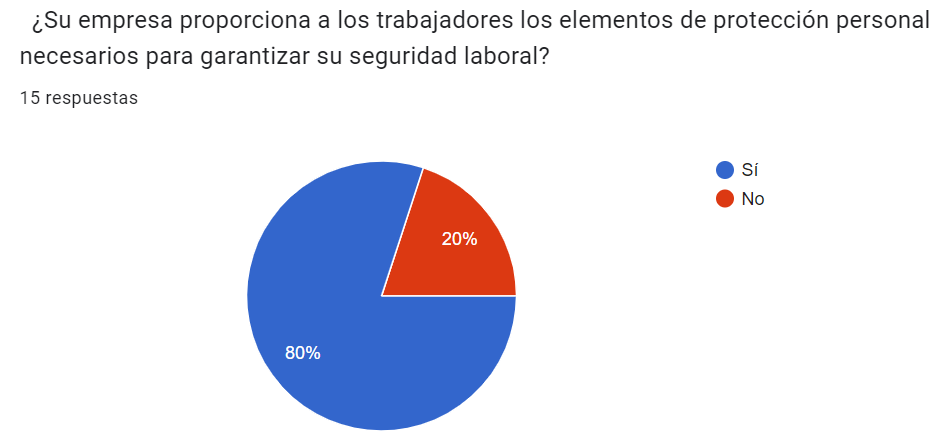 ¿Su empresa proporciona a los trabajadores los elementos de protección personal
necesarios para garantizar su seguridad laboral?
15 respuestas
Sí
No
20%
80%